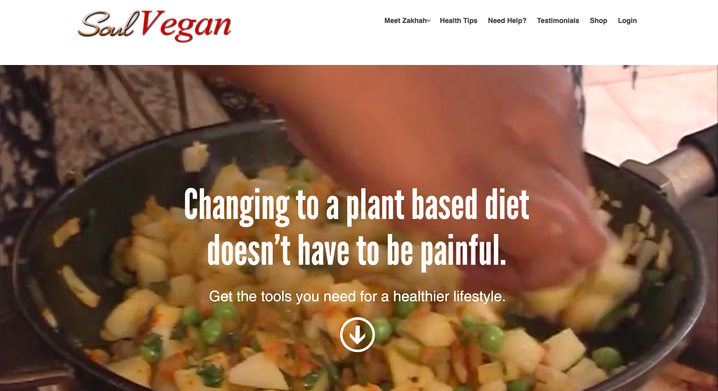 Soul Vegan
Meet Zakhah Health Tips Need Help? Testimonials Shop Login
Changing to a plant based diet
doesn't have to be painful.
Get the tools you need for a healthier lifestyle.